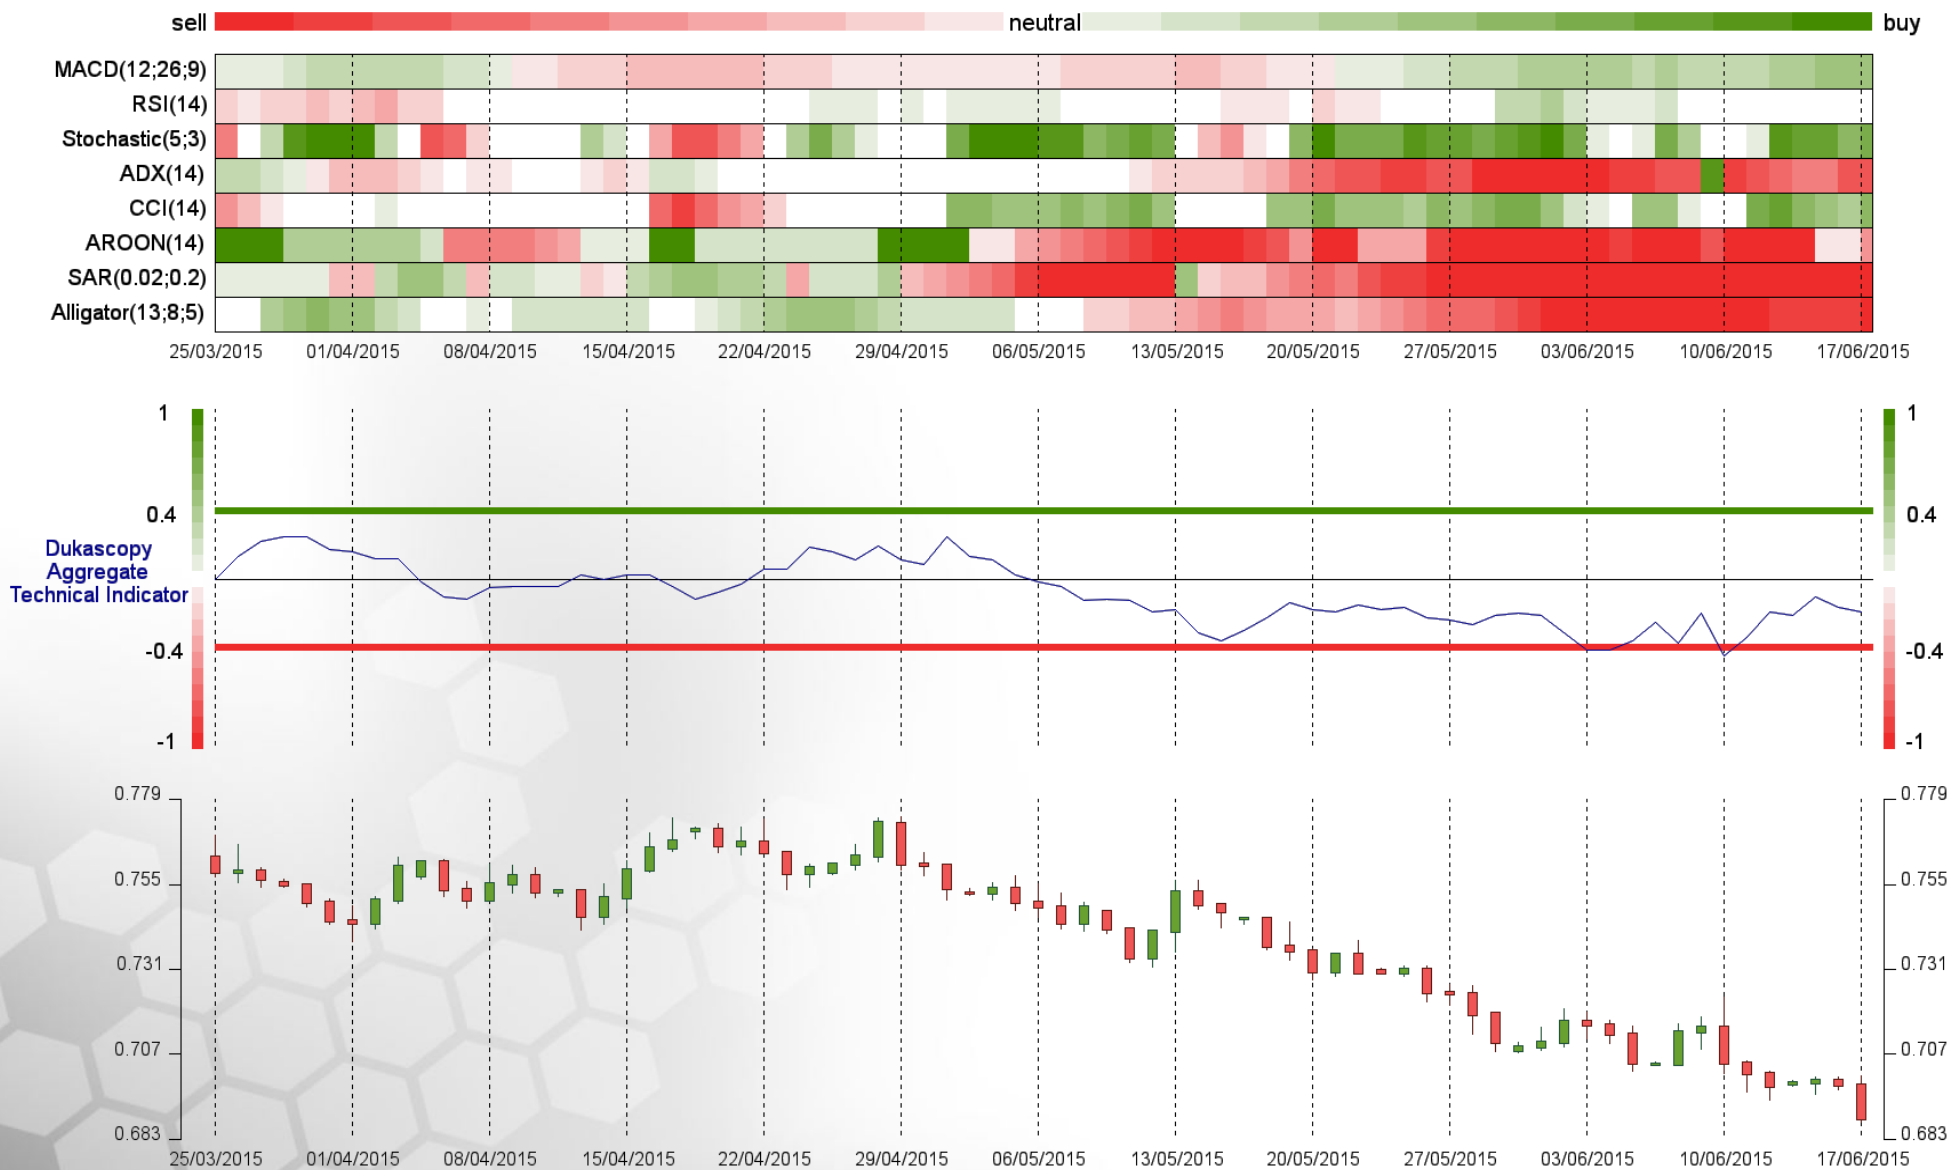 sell neutral buy
MACD(12;26;9)
RSI(14)
Stochastic(5;3)
ADX(14)
CCI(14)
AROON(14)
SAR(0.02;0.2)
Alligator(13;8;5)
25/03/2015 01/04/2015 08/04/2015 15/04/2015 22/04/2015 29/04/2015 06/05/2015 13/05/2015 20/05/2015 27/05/2015 03/06/2015 10/06/2015 17/06/2015
1 1
0.4 0.4
Dukascopy
Aggregate
Technical Indicator
-0.4 -0.4
-1 -1
0.779 0.779
0.755 0.755
0.731 0.731
0.707 0.707
0.683 0.683
25/03/2015 01/04/2015 08/04/2015 15/04/2015 22/04/2015 29/04/2015 06/05/2015 13/05/2015 20/05/2015 27/05/2015 03/06/2015 10/06/2015 17/06/2015